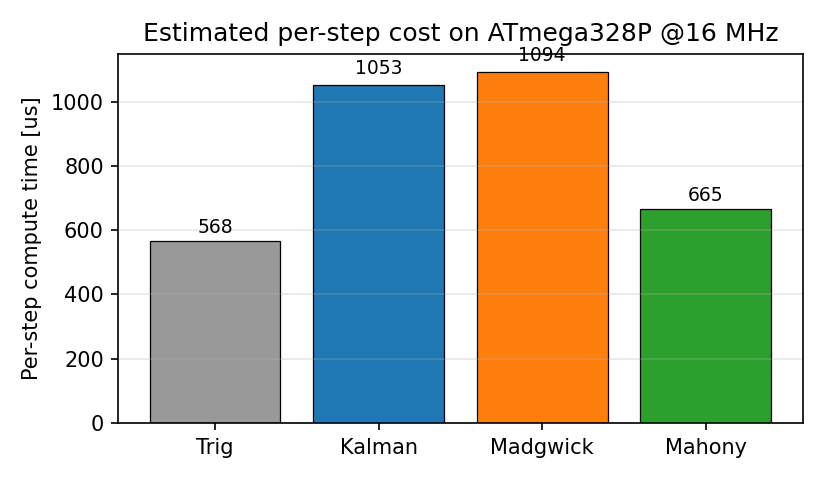 Estimated per-step cost on ATmega328P @16 MHz
Per-step compute time [us]
1000
800
600
400
200
0
568
1053
1094
665
Trig
Kalman
Madgwick
Mahony